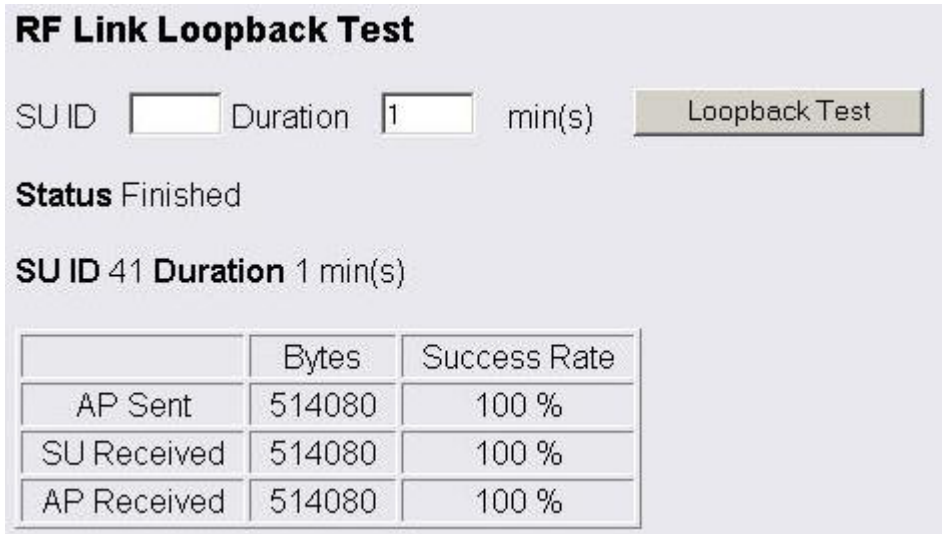 RF Link Loopback Test
SU ID Duration 1 min(s) Loopback Test
Status Finished
SU ID 41 Duration 1 min(s)
Bytes Success Rate
AP Sent 514080 100 %
SU Received 514080 100 %
AP Received 514080 100 %